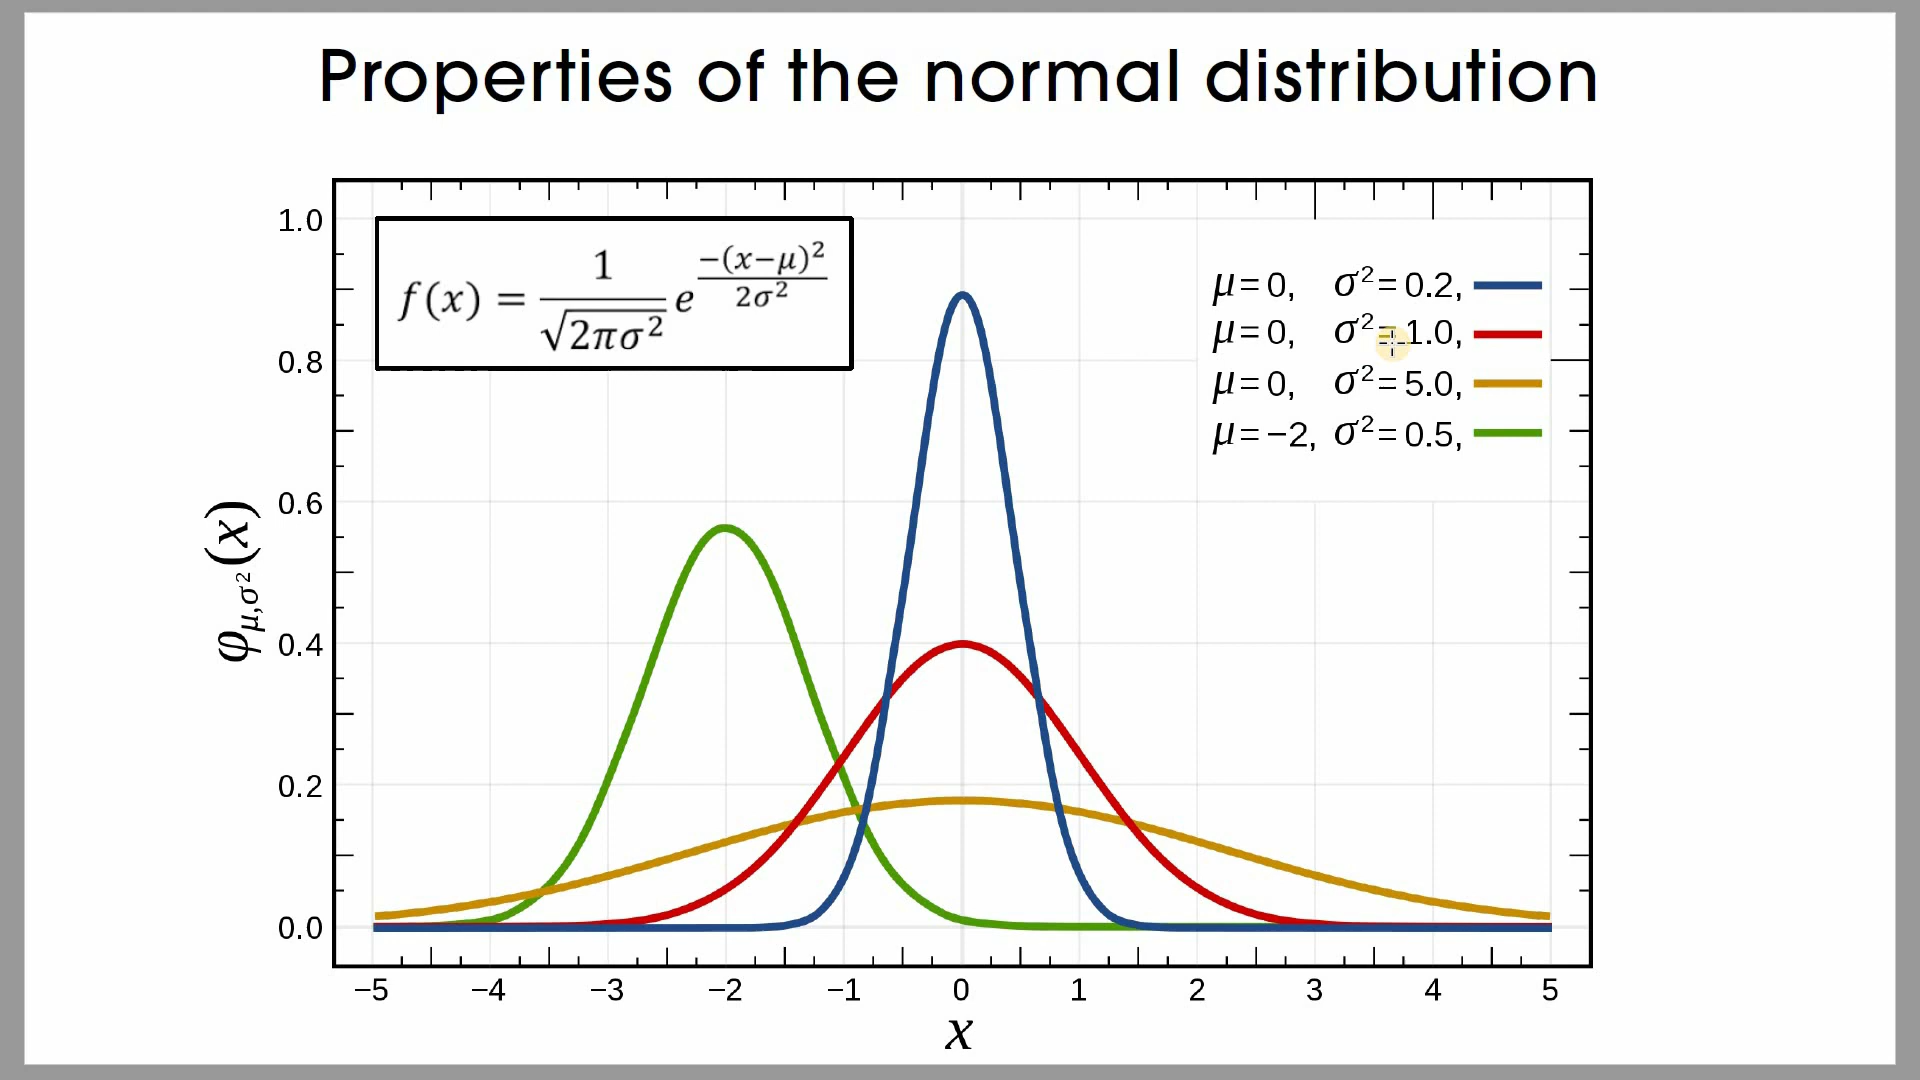 Properties of the normal distribution
f(x) = 1/√(2πσ²) e^(−(x−μ)²/2σ²)
μ=0, σ²=0.2,
μ=0, σ²=1.0,
μ=0, σ²=5.0,
μ=−2, σ²=0.5,
φμ,σ²(x)
1.0
0.8
0.6
0.4
0.2
0.0
−5 −4 −3 −2 −1 0 1 2 3 4 5
x